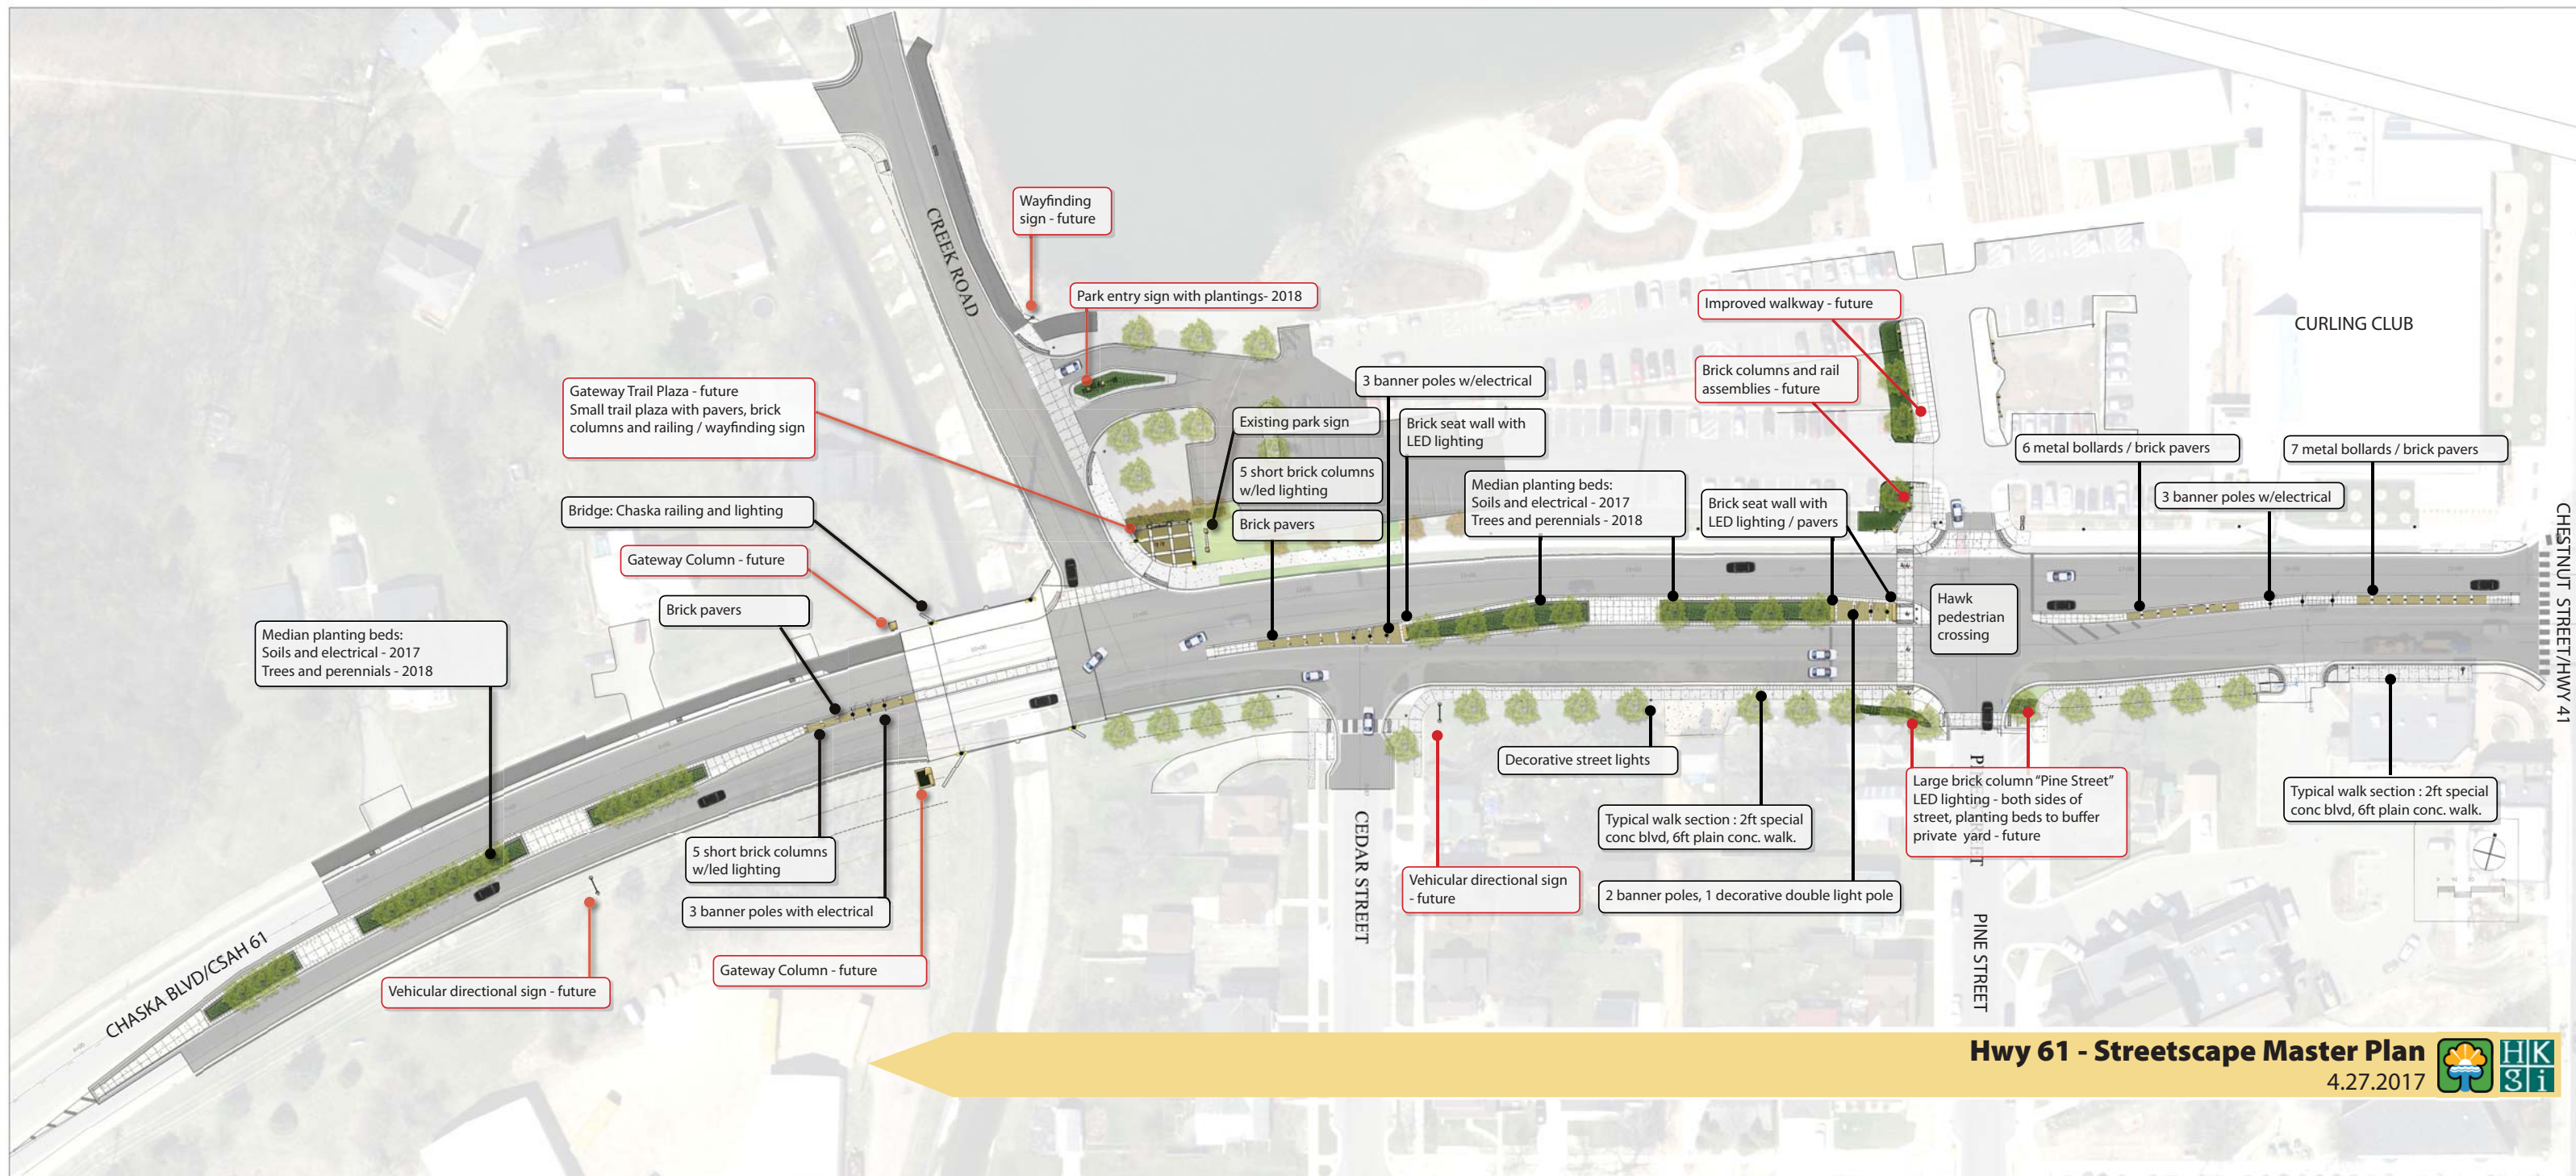 Wayfinding
sign - future
CREEK ROAD
Park entry sign with plantings- 2018
Improved walkway - future
CURLING CLUB
Brick columns and rail
assemblies - future
3 banner poles w/electrical
Gateway Trail Plaza - future
Small trail plaza with pavers, brick
columns and railing / wayfinding sign
Existing park sign
Brick seat wall with
LED lighting
5 short brick columns
w/led lighting
Brick pavers
Median planting beds:
Soils and electrical - 2017
Trees and perennials - 2018
Brick seat wall with
LED lighting / pavers
6 metal bollards / brick pavers
7 metal bollards / brick pavers
3 banner poles w/electrical
CHESTNUT STREET/HWY 41
Bridge: Chaska railing and lighting
Gateway Column - future
Brick pavers
Hawk
pedestrian
crossing
Median planting beds:
Soils and electrical - 2017
Trees and perennials - 2018
Decorative street lights
Large brick column “Pine Street”
LED lighting - both sides of
street, planting beds to buffer
private yard - future
Typical walk section : 2ft special
conc blvd, 6ft plain conc. walk.
Typical walk section : 2ft special
conc blvd, 6ft plain conc. walk.
5 short brick columns
w/led lighting
3 banner poles with electrical
CEDAR STREET
Vehicular directional sign
- future
2 banner poles, 1 decorative double light pole
PINE STREET
CHASKA BLVD/CSAH 61
Gateway Column - future
Vehicular directional sign - future
Hwy 61 - Streetscape Master Plan
4.27.2017
HK
Gi